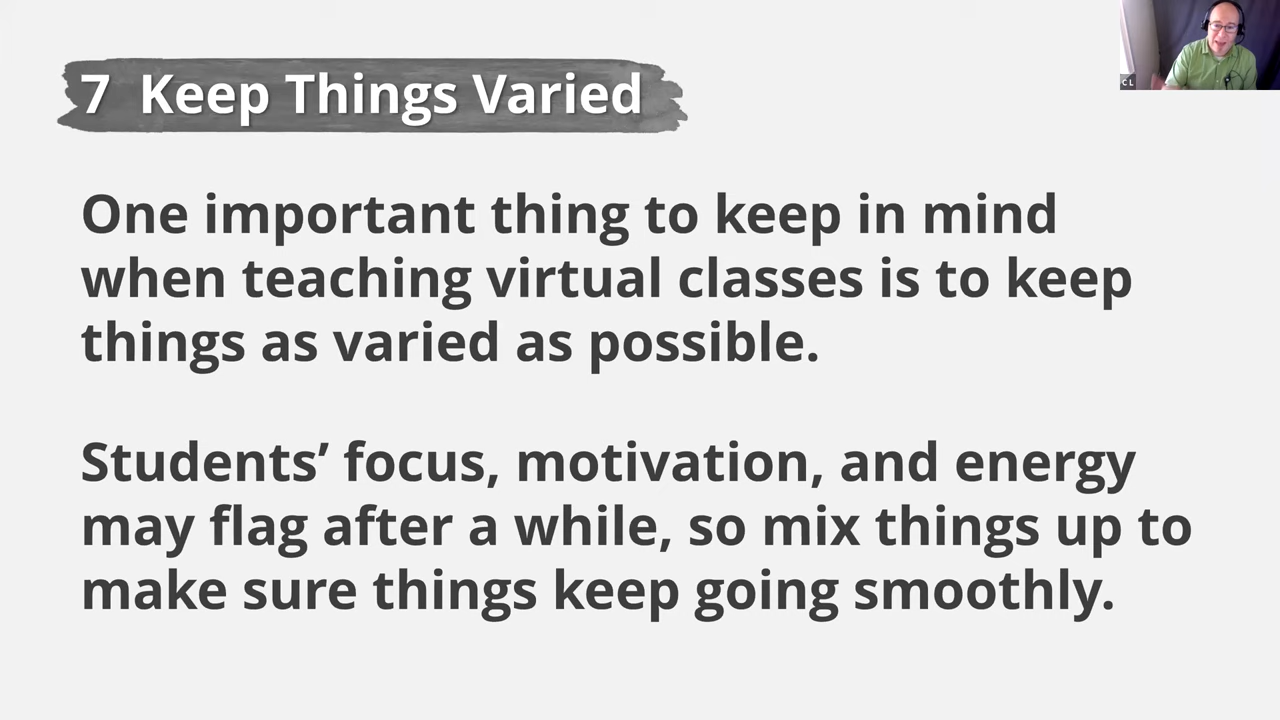 7 Keep Things Varied
C L
One important thing to keep in mind
when teaching virtual classes is to keep
things as varied as possible.
Students’ focus, motivation, and energy
may flag after a while, so mix things up to
make sure things keep going smoothly.